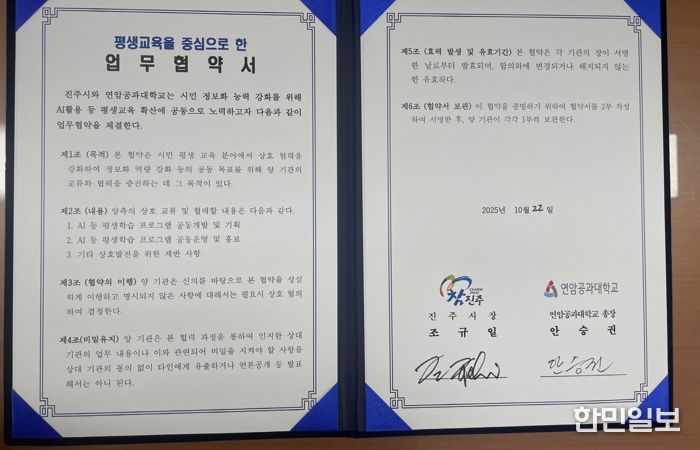 평생교육을 중심으로 한
업 무 협 약 서
진주시와 연암공과대학교는 시민 정보화 능력 강화를 위해
AI활용 등 평생교육 확산에 공동으로 노력하고자 다음과 같이
업무협약을 체결한다.
제1조 (목적) 본 협약은 시민 평생 교육 분야에서 상호 협력을
강화하여 정보화 역량 강화 등의 공동 목표를 위해 양 기관의
교류와 협력을 증진하는 데 그 목적이 있다.
제2조 (내용) 양측의 상호 교류 및 협력할 내용은 다음과 같다.
1. AI 등 평생학습 프로그램 공동개발 및 기획
2. AI 등 평생학습 프로그램 공동운영 및 홍보
3. 기타 상호발전을 위한 제반 사항
제3조 (협약의 이행) 양 기관은 신의를 바탕으로 본 협약을 성실
하게 이행하고 명시되지 않은 사항에 대해서는 필요시 상호 협의
하여 결정한다.
제4조(비밀유지) 양 기관은 본 협력 과정을 통하여 인지한 상대
기관의 업무 내용이나 이와 관련되어 비밀을 지켜야 할 사항을
상대 기관의 동의 없이 타인에게 유출하거나 언론공개 등 발표
해서는 아니 된다.
제5조 (효력 발생 및 유효기간) 본 협약은 각 기관의 장이 서명
한 날로부터 발효되며, 합의하에 변경되거나 해지되지 않는
한 유효하다.
제6조 (협약서 보관) 이 협약을 증명하기 위하여 협약서를 2부 작성
하여 서명한 후, 양 기관이 각각 1부씩 보관한다.
2025년 10월 22일
참진주
진 주 시 장
조 규 일
연암공과대학교
연암공과대학교 총장
안 승 권
안승권
한민일보